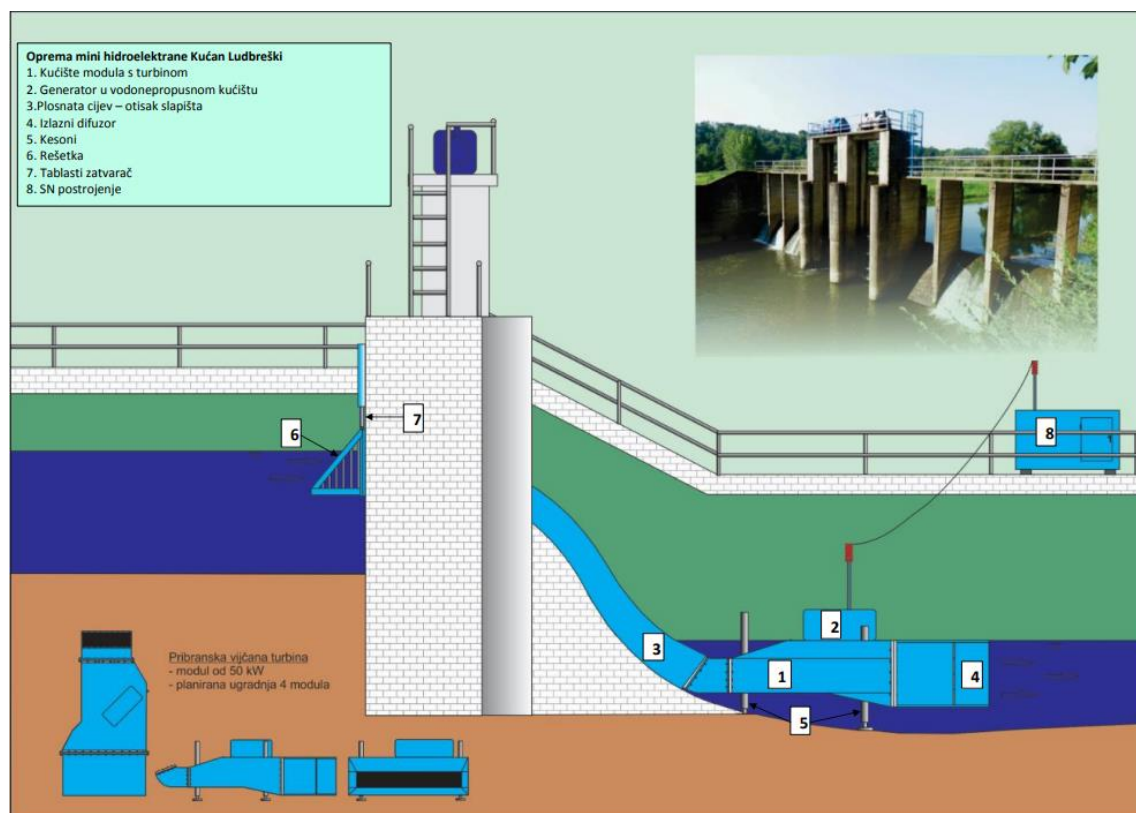 Oprema mini hidroelektrane Kućan Ludbreški
1. Kućište modula s turbinom
2. Generator u vodonepropusnom kućištu
3.Plosnata cijev – otisak slapišta
4. Izlazni difuzor
5. Kesoni
6. Rešetka
7. Tablasti zatvarač
8. SN postrojenje
7
6
8
2
3
1
4
5
Pribranska vijčana turbina
- modul od 50 kW
- planirana ugradnja 4 modula